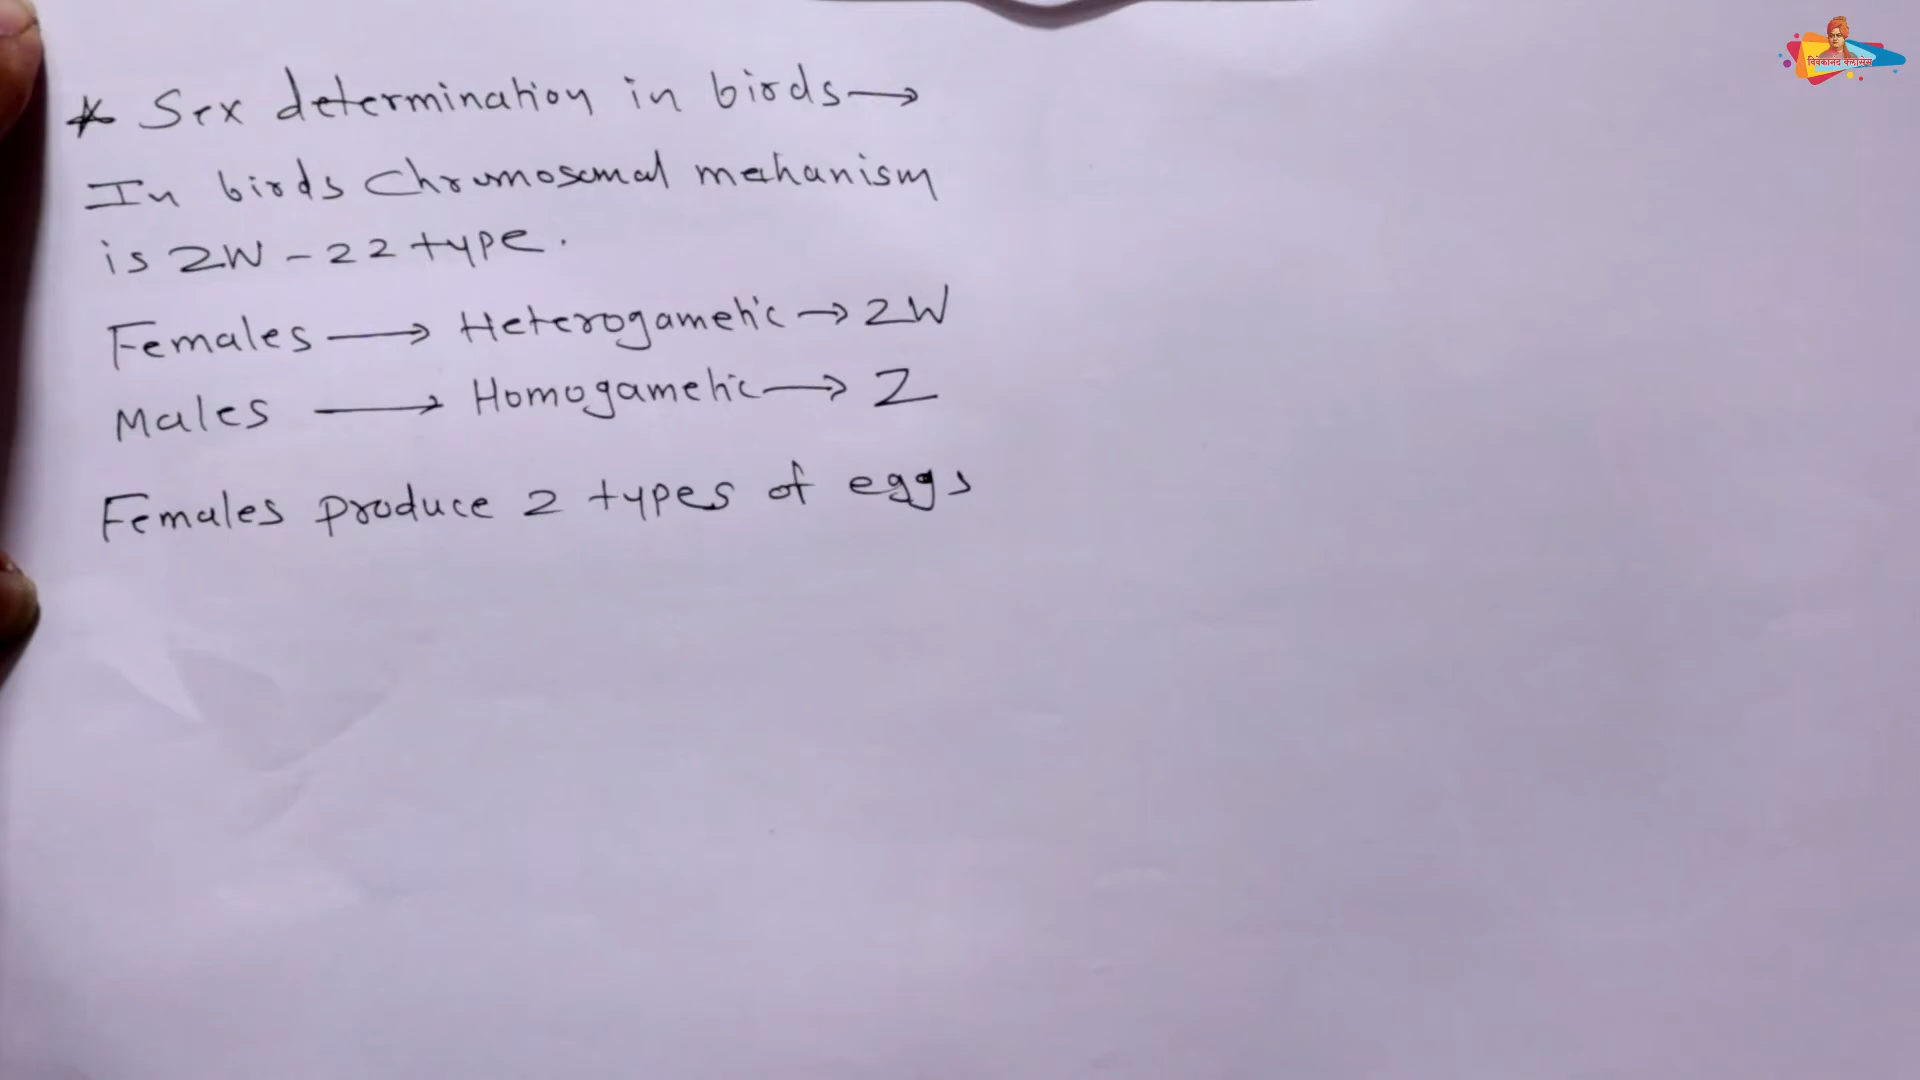 * Sex determination in birds →
In birds Chromosomal mechanism
is ZW - ZZ type.
Females → Heterogametic → ZW
Males → Homogametic → Z
Females produce 2 types of eggs
विवेकानंद क्लासेस